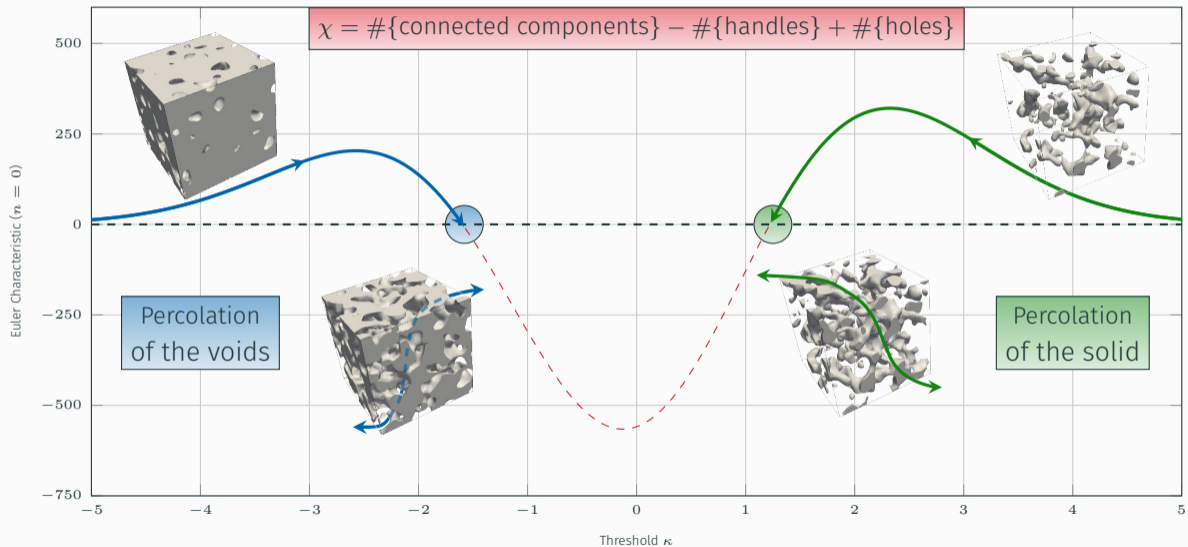 χ = #{connected components} − #{handles} + #{holes}
500
250
0
−250
−500
−750
Euler Characteristic (n = 0)
Percolation
of the voids
Percolation
of the solid
−5 −4 −3 −2 −1 0 1 2 3 4 5
Threshold κ